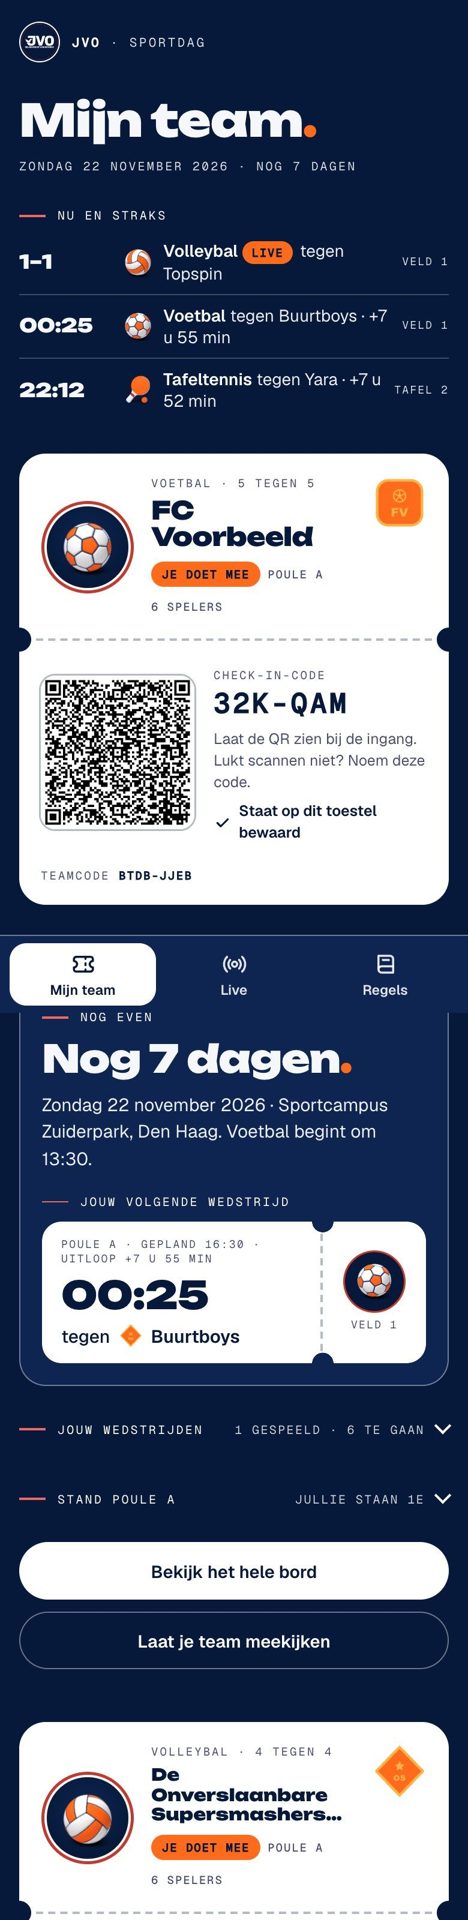 JVO
JVO · SPORTDAG
Mijn team.
ZONDAG 22 NOVEMBER 2026 · NOG 7 DAGEN
NU EN STRAKS
1–1
Volleybal LIVE tegen
Topspin
VELD 1
00:25
Voetbal tegen Buurtboys · +7
u 55 min
VELD 1
22:12
Tafeltennis tegen Yara · +7 u
52 min
TAFEL 2
VOETBAL · 5 TEGEN 5
FC
Voorbeeld
FV
JE DOET MEE POULE A
6 SPELERS
CHECK-IN-CODE
32K-QAM
Laat de QR zien bij de ingang.
Lukt scannen niet? Noem deze
code.
Staat op dit toestel
bewaard
TEAMCODE BTDB-JJEB
Mijn team
Live
Regels
NOG EVEN
Nog 7 dagen.
Zondag 22 november 2026 · Sportcampus
Zuiderpark, Den Haag. Voetbal begint om
13:30.
JOUW VOLGENDE WEDSTRIJD
POULE A · GEPLAND 16:30 ·
UITLOOP +7 U 55 MIN
00:25
tegen Buurtboys
VELD 1
JOUW WEDSTRIJDEN 1 GESPEELD · 6 TE GAAN
STAND POULE A JULLIE STAAN 1E
Bekijk het hele bord
Laat je team meekijken
VOLLEYBAL · 4 TEGEN 4
De
Onverslaanbare
Supersmashers…
OS
JE DOET MEE POULE A
6 SPELERS